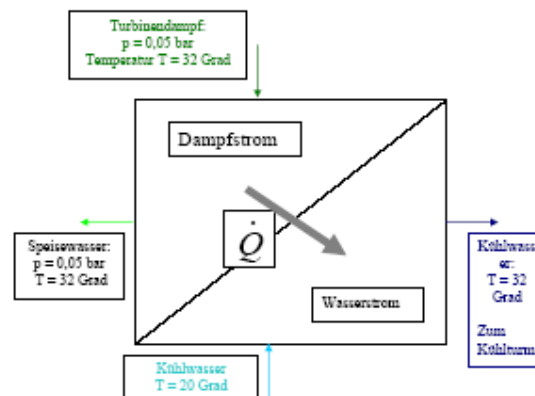 Turbinendampf:
p = 0,05 bar
Temperatur T = 32 Grad
Dampfstrom
Q̇
Wasserstrom
Speisewasser:
p = 0,05 bar
T = 32 Grad
Kühlwass
er:
T = 32
Grad
Zum
Kühlturm
Kühlwasser
T = 20 Grad